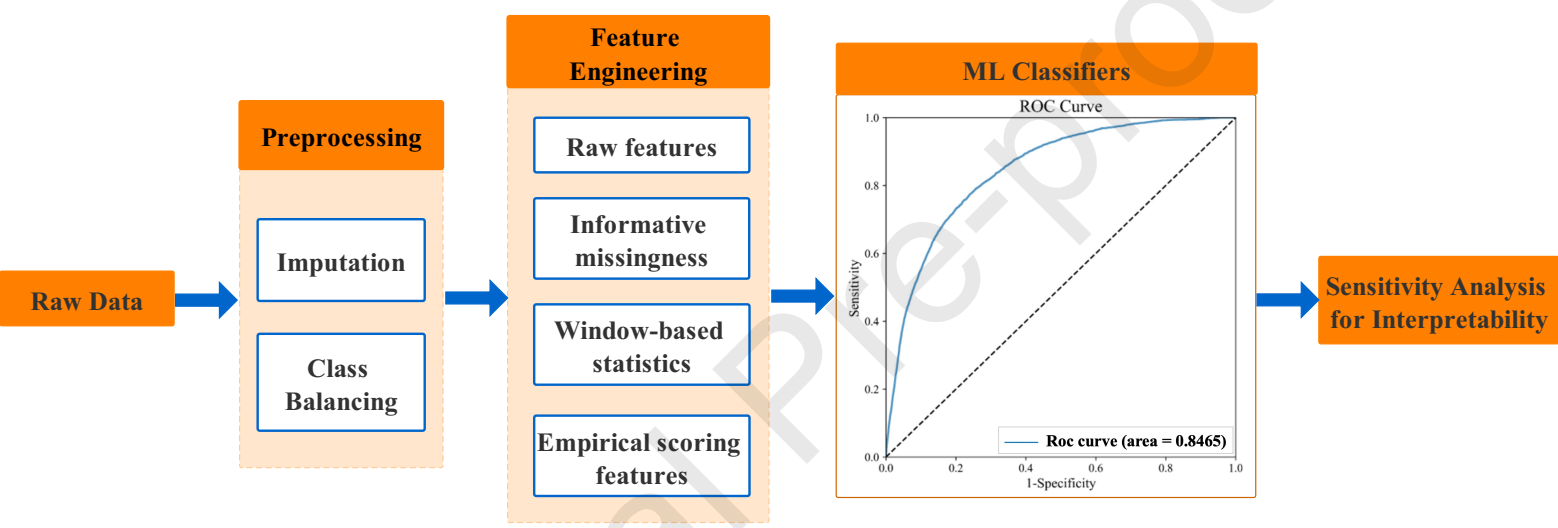 Raw Data
Preprocessing
Imputation
Class
Balancing
Feature
Engineering
Raw features
Informative
missingness
Window-based
statistics
Empirical scoring
features
ML Classifiers
ROC Curve
Sensitivity
1.0
0.8
0.6
0.4
0.2
0.0
0.0 0.2 0.4 0.6 0.8 1.0
1-Specificity
Roc curve (area = 0.8465)
Sensitivity Analysis
for Interpretability
al Pre-proo